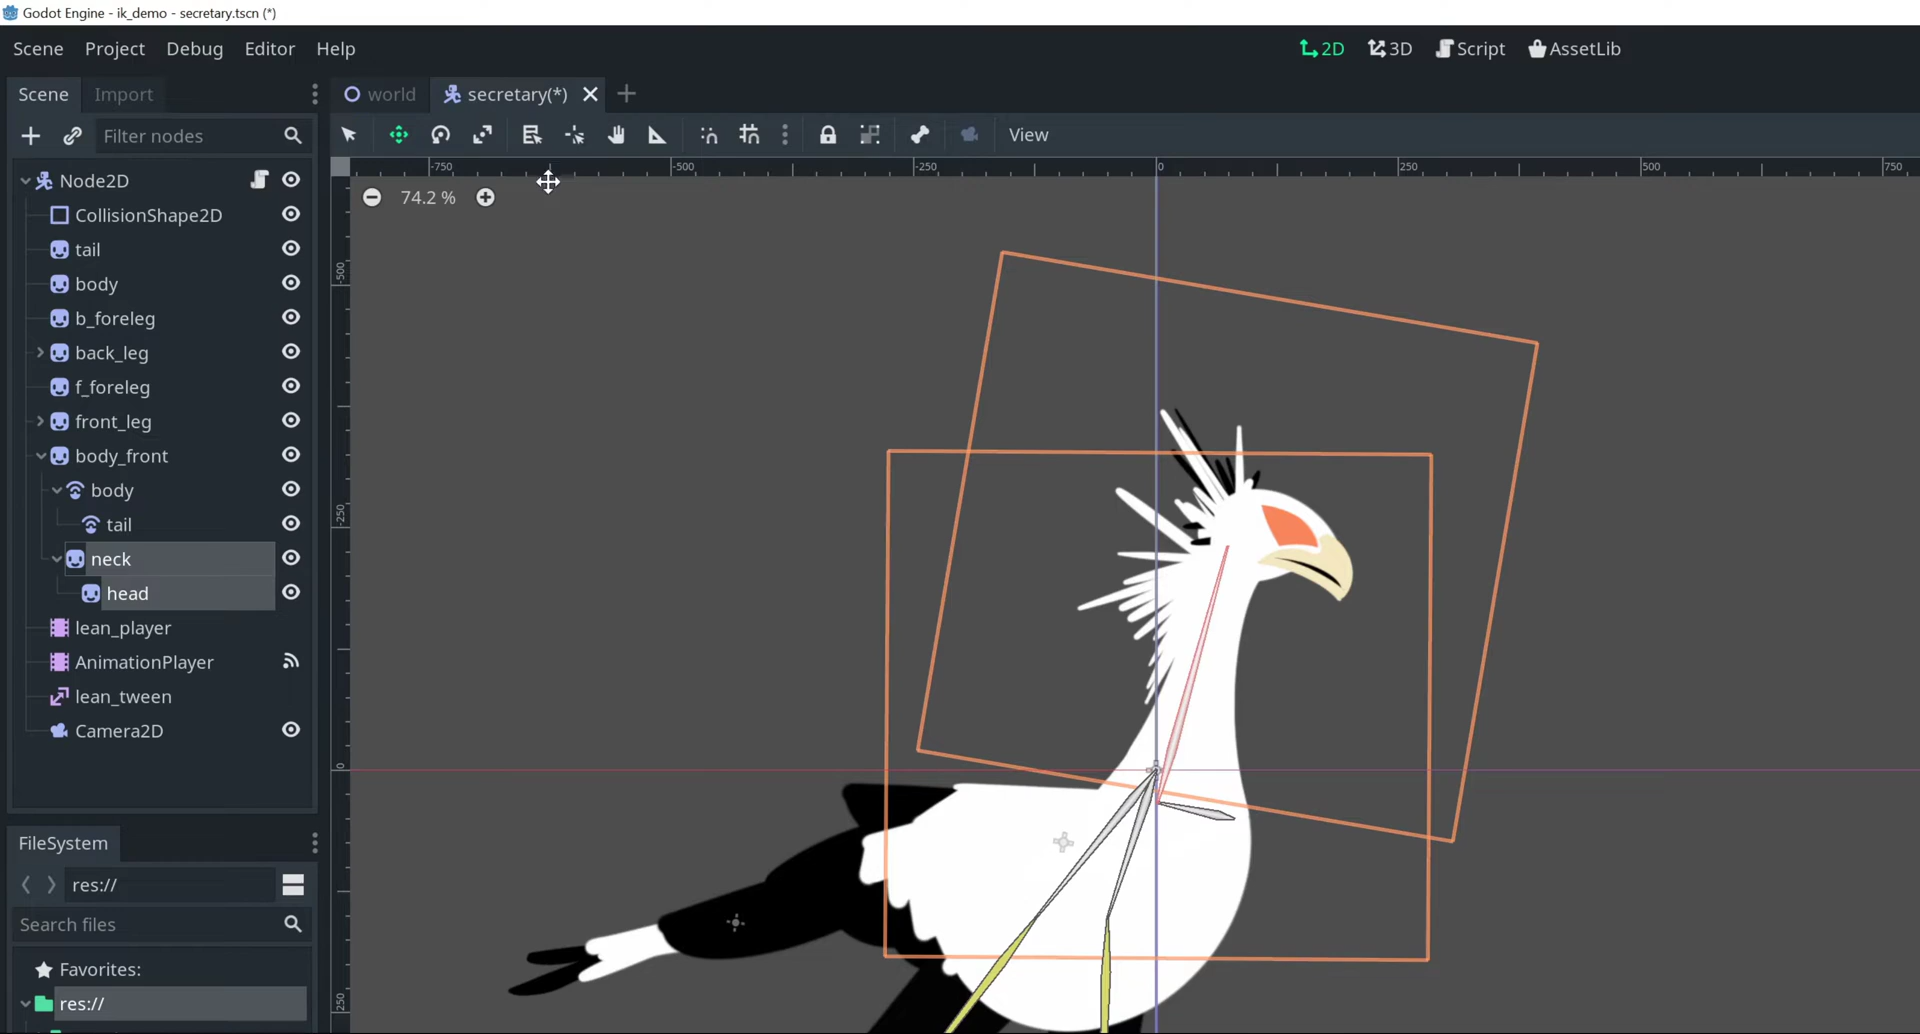 Godot Engine - ik_demo - secretary.tscn (*)
Scene Project Debug Editor Help
2D 3D Script AssetLib
Scene Import
world secretary(*)
Filter nodes
View
-750 -500 -250 0 250 500 750
74.2 %
Node2D
CollisionShape2D
tail
body
b_foreleg
back_leg
f_foreleg
front_leg
body_front
body
tail
neck
head
lean_player
AnimationPlayer
lean_tween
Camera2D
-500
-250
0
250
FileSystem
res://
Search files
Favorites:
res://